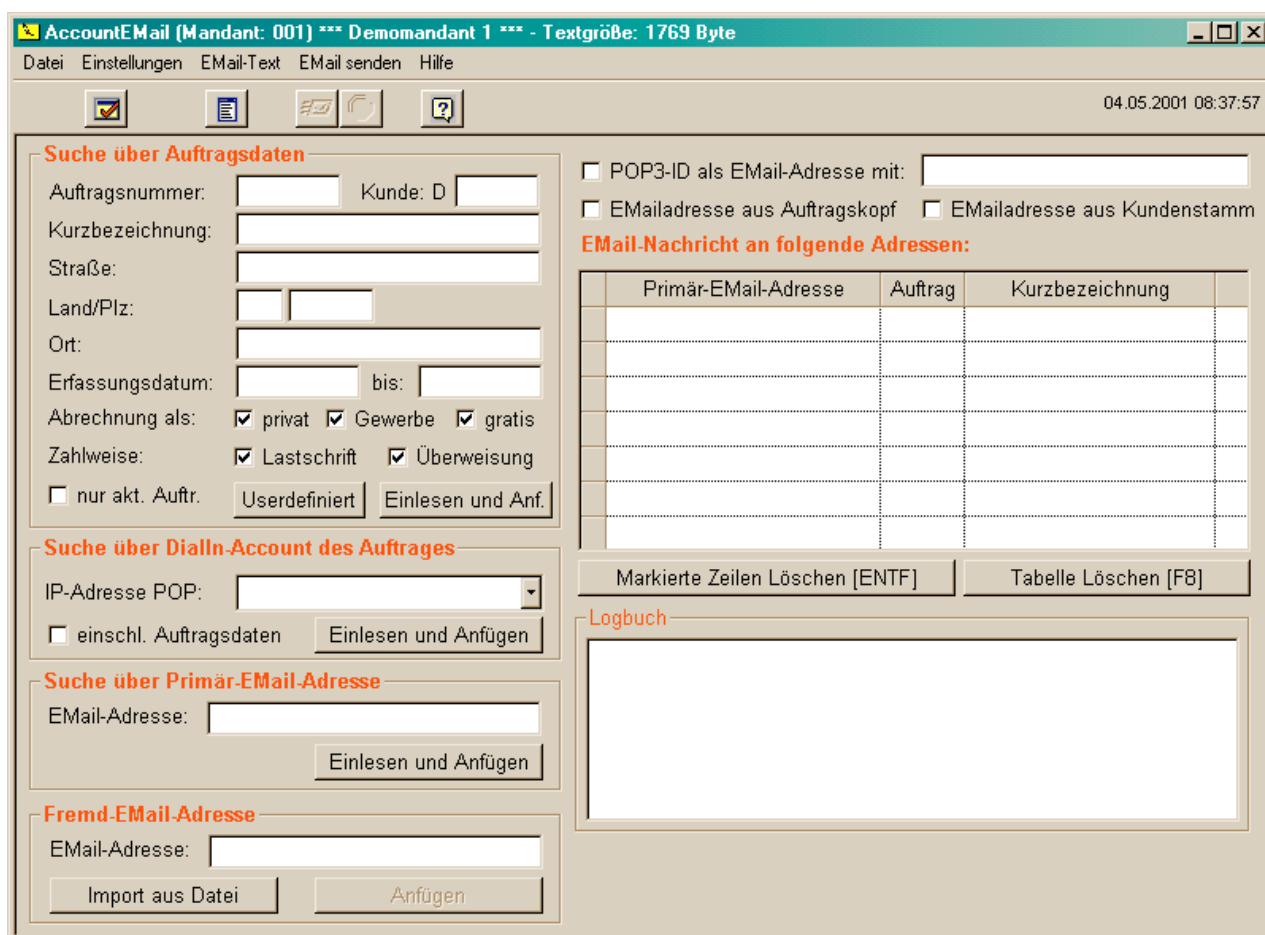 AccountEMail (Mandant: 001) *** Demomandant 1 *** - Textgröße: 1769 Byte
Datei Einstellungen EMail-Text EMail senden Hilfe
04.05.2001 08:37:57
Suche über Auftragsdaten
Auftragsnummer: Kunde: D
Kurzbezeichnung:
Straße:
Land/Plz:
Ort:
Erfassungsdatum: bis:
Abrechnung als: privat Gewerbe gratis
Zahlweise: Lastschrift Überweisung
nur akt. Auftr. Userdefiniert Einlesen und Anf.
Suche über DialIn-Account des Auftrages
IP-Adresse POP:
einschl. Auftragsdaten Einlesen und Anfügen
Suche über Primär-EMail-Adresse
EMail-Adresse:
Einlesen und Anfügen
Fremd-EMail-Adresse
EMail-Adresse:
Import aus Datei Anfügen
POP3-ID als EMail-Adresse mit:
EMailadresse aus Auftragskopf EMailadresse aus Kundenstamm
EMail-Nachricht an folgende Adressen:
Primär-EMail-Adresse Auftrag Kurzbezeichnung
Markierte Zeilen Löschen [ENTF] Tabelle Löschen [F8]
Logbuch